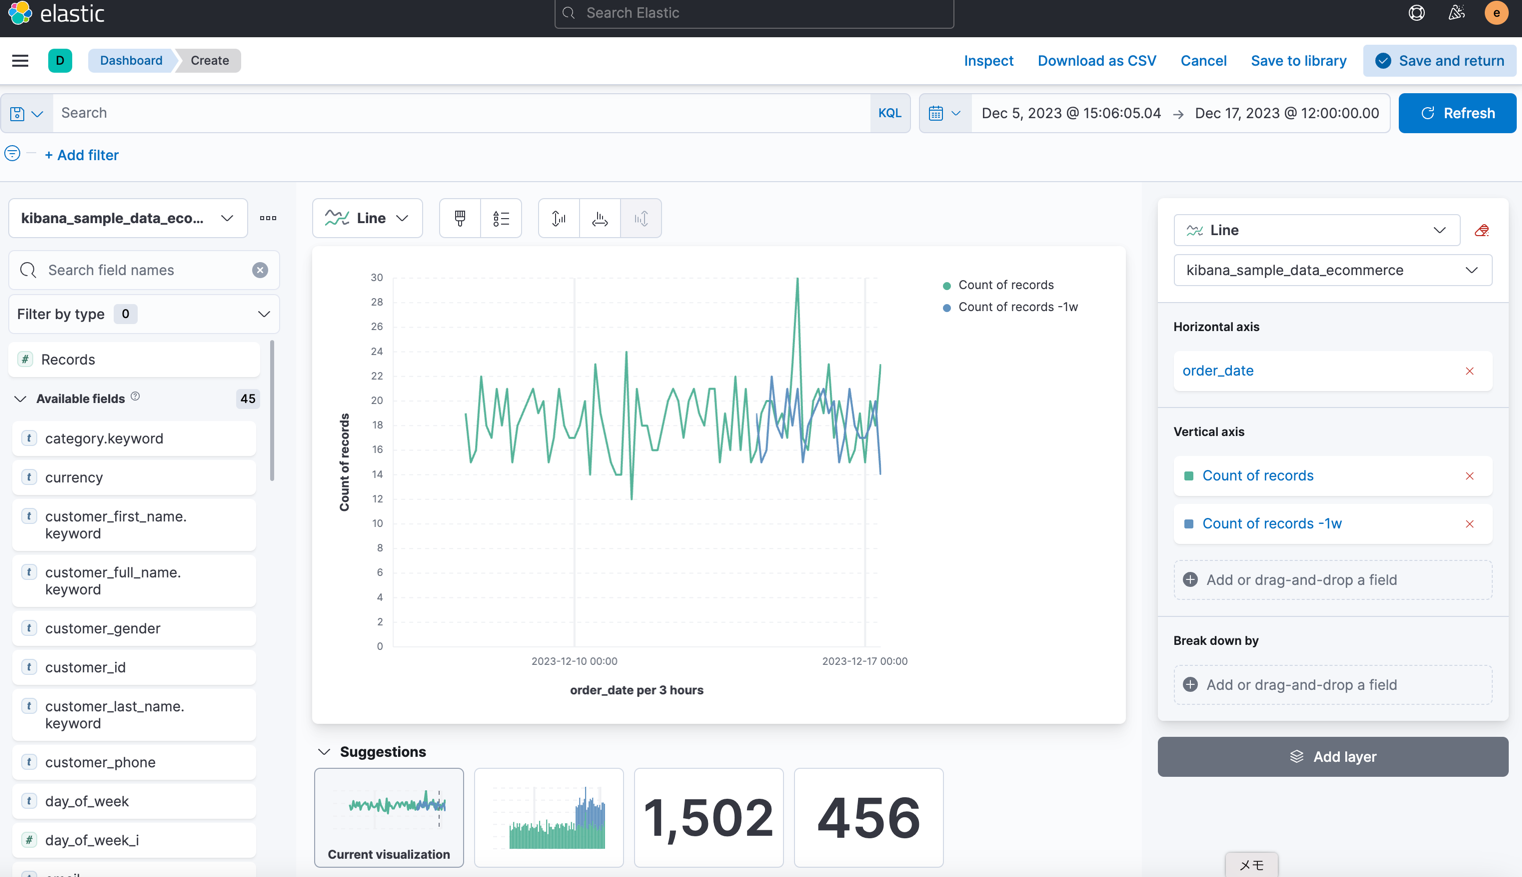 elastic
Search Elastic
e
D
Dashboard
Create
Inspect
Download as CSV
Cancel
Save to library
Save and return
Search
KQL
Dec 5, 2023 @ 15:06:05.04 → Dec 17, 2023 @ 12:00:00.00
Refresh
+ Add filter
kibana_sample_data_eco...
Search field names
Filter by type 0
# Records
Available fields 45
t category.keyword
t currency
t customer_first_name.
keyword
t customer_full_name.
keyword
t customer_gender
t customer_id
t customer_last_name.
keyword
t customer_phone
t day_of_week
# day_of_week_i
Line
30
28
26
24
22
20
18
16
14
12
10
8
6
4
2
0
Count of records
2023-12-10 00:00
2023-12-17 00:00
order_date per 3 hours
Count of records
Count of records -1w
Suggestions
Current visualization
1,502
456
Line
kibana_sample_data_ecommerce
Horizontal axis
order_date
Vertical axis
Count of records
Count of records -1w
Add or drag-and-drop a field
Break down by
Add or drag-and-drop a field
Add layer
メモ